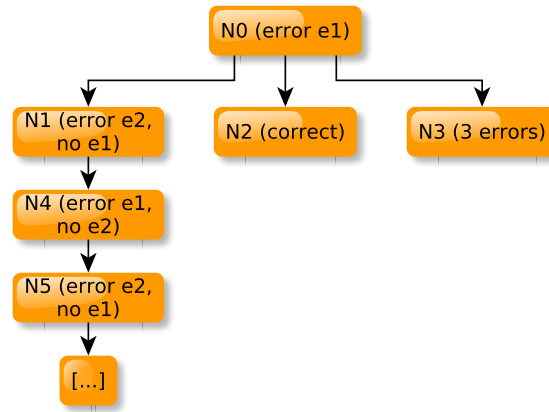 N0 (error e1)
N1 (error e2,
no e1)
N2 (correct)
N3 (3 errors)
N4 (error e1,
no e2)
N5 (error e2,
no e1)
[...]